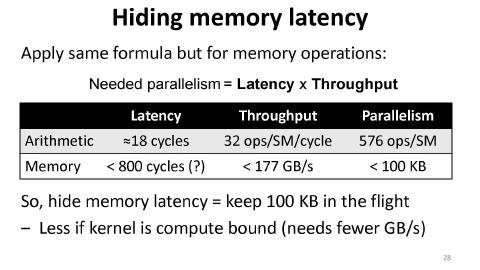 Hiding memory latency
Apply same formula but for memory operations:
Needed parallelism = Latency x Throughput
Latency Throughput Parallelism
Arithmetic ≈18 cycles 32 ops/SM/cycle 576 ops/SM
Memory < 800 cycles (?) < 177 GB/s < 100 KB
So, hide memory latency = keep 100 KB in the flight
– Less if kernel is compute bound (needs fewer GB/s)
28